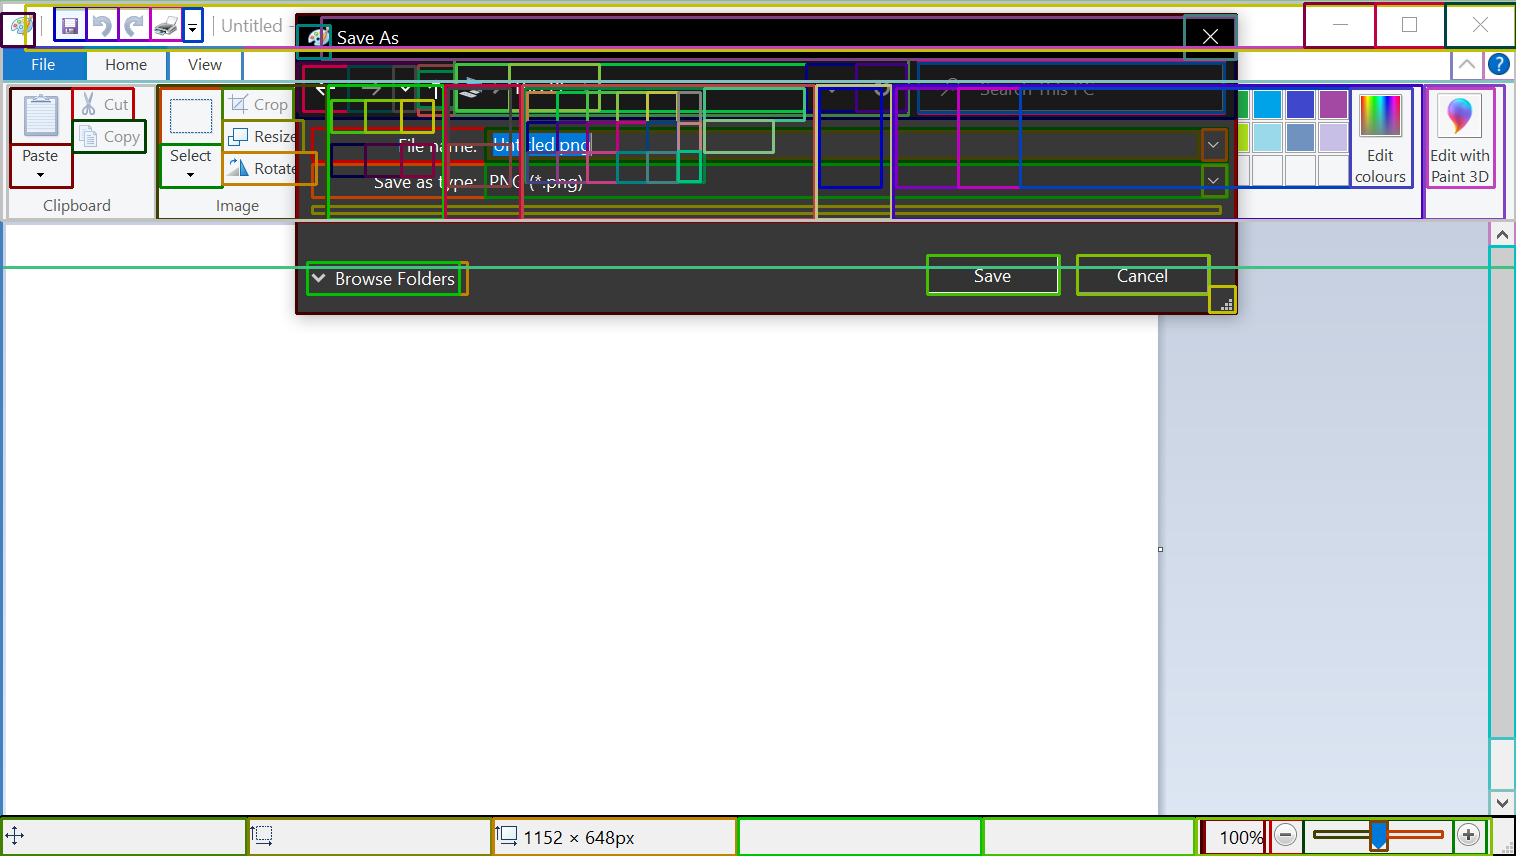 Untitled -
Save As
File
Home
View
Search This PC
Cut
Copy
Paste
Crop
Resize
Rotate
Select
File name:
Untitled.png
Save as type:
PNG (*.png)
Edit
colours
Edit with
Paint 3D
Clipboard
Image
Browse Folders
Save
Cancel
1152 × 648px
100%